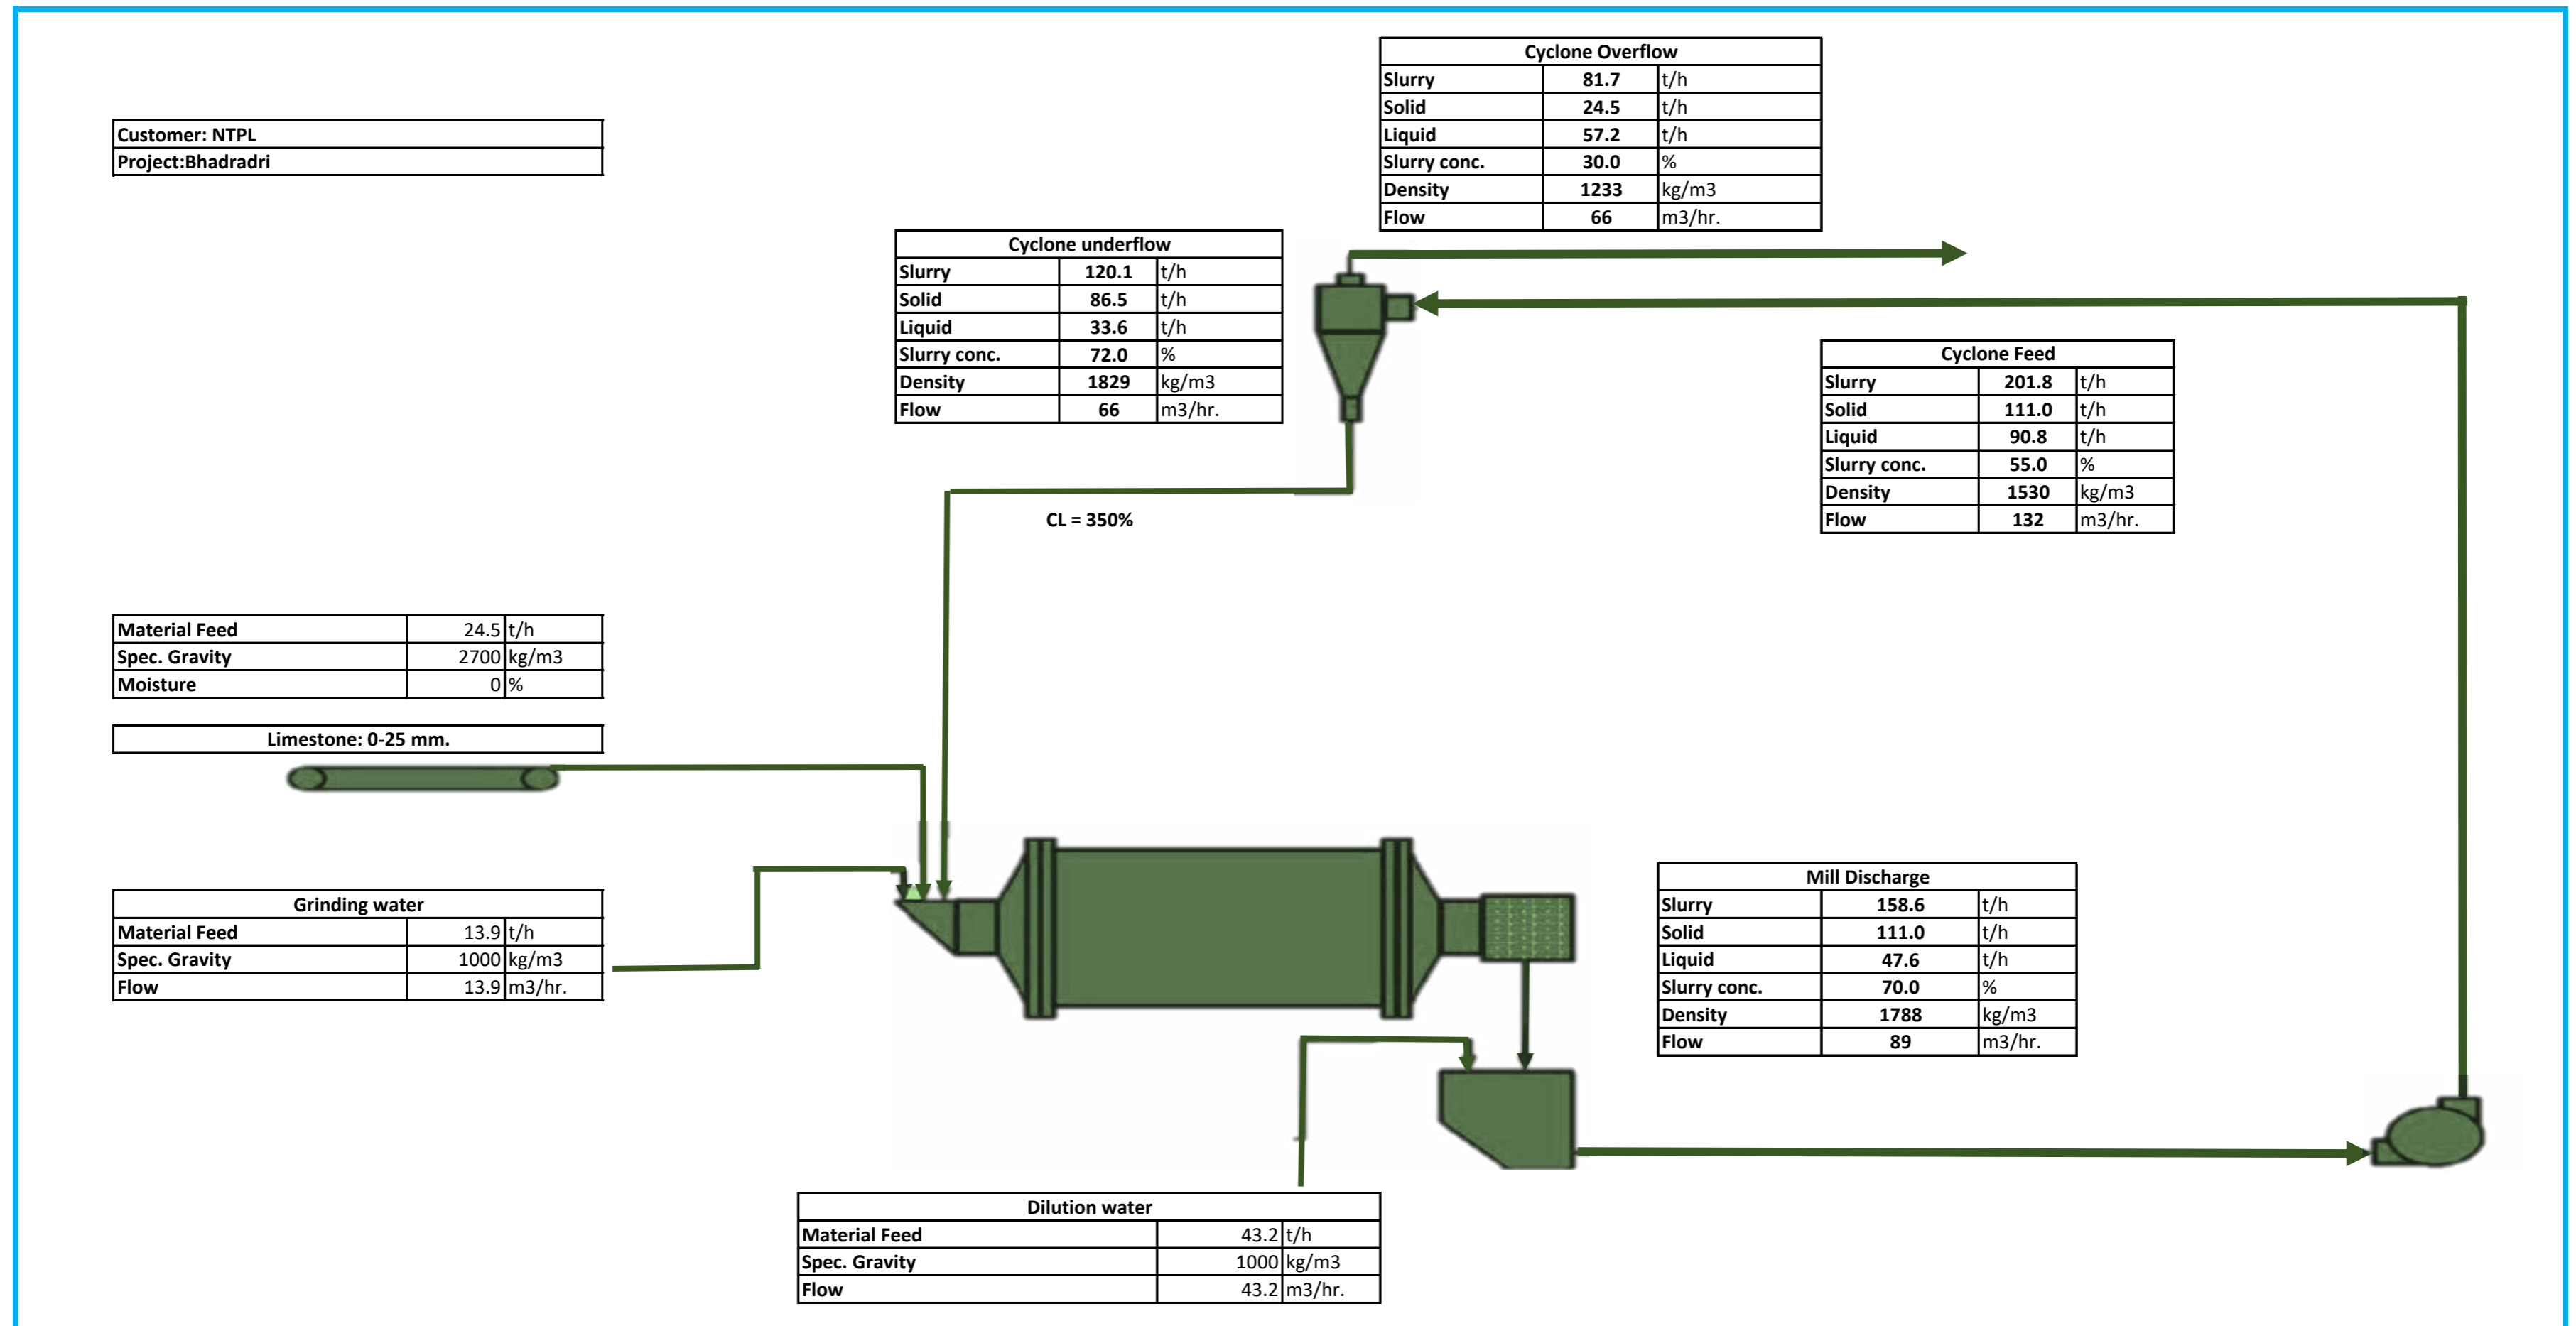 Cyclone Overflow
Slurry 81.7 t/h
Solid 24.5 t/h
Liquid 57.2 t/h
Slurry conc. 30.0 %
Density 1233 kg/m3
Flow 66 m3/hr.
Customer: NTPL
Project:Bhadradri
Cyclone underflow
Slurry 120.1 t/h
Solid 86.5 t/h
Liquid 33.6 t/h
Slurry conc. 72.0 %
Density 1829 kg/m3
Flow 66 m3/hr.
Cyclone Feed
Slurry 201.8 t/h
Solid 111.0 t/h
Liquid 90.8 t/h
Slurry conc. 55.0 %
Density 1530 kg/m3
Flow 132 m3/hr.
CL = 350%
Material Feed 24.5 t/h
Spec. Gravity 2700 kg/m3
Moisture 0 %
Limestone: 0-25 mm.
Grinding water
Material Feed 13.9 t/h
Spec. Gravity 1000 kg/m3
Flow 13.9 m3/hr.
Mill Discharge
Slurry 158.6 t/h
Solid 111.0 t/h
Liquid 47.6 t/h
Slurry conc. 70.0 %
Density 1788 kg/m3
Flow 89 m3/hr.
Dilution water
Material Feed 43.2 t/h
Spec. Gravity 1000 kg/m3
Flow 43.2 m3/hr.